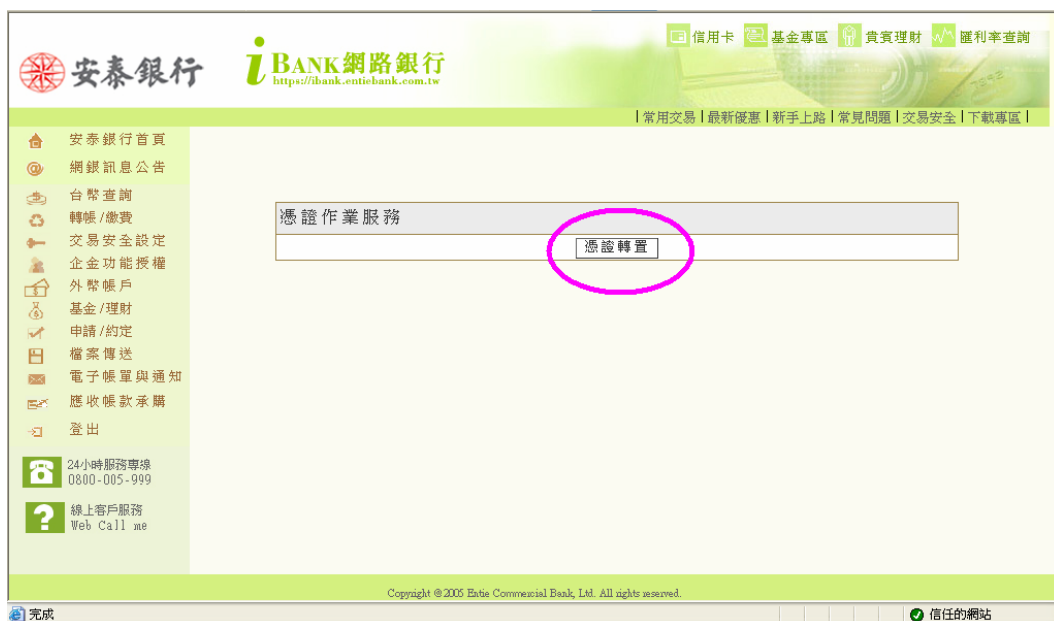 信用卡 基金專區 貴賓理財 匯利率查詢
安泰銀行
iBANK網路銀行
https://ibank.entiebank.com.tw
|常用交易|最新優惠|新手上路|常見問題|交易安全|下載專區|
安泰銀行首頁
網銀訊息公告
台幣查詢
轉帳/繳費
交易安全設定
企金功能授權
外幣帳戶
基金/理財
申請/約定
檔案傳送
電子帳單與通知
應收帳款承購
登出
24小時服務專線
0800-005-999
線上客戶服務
Web Call me
憑證作業服務
憑證轉置
Copyright @2005 Entie Commercial Bank, Ltd. All rights reserved.
完成
信任的網站